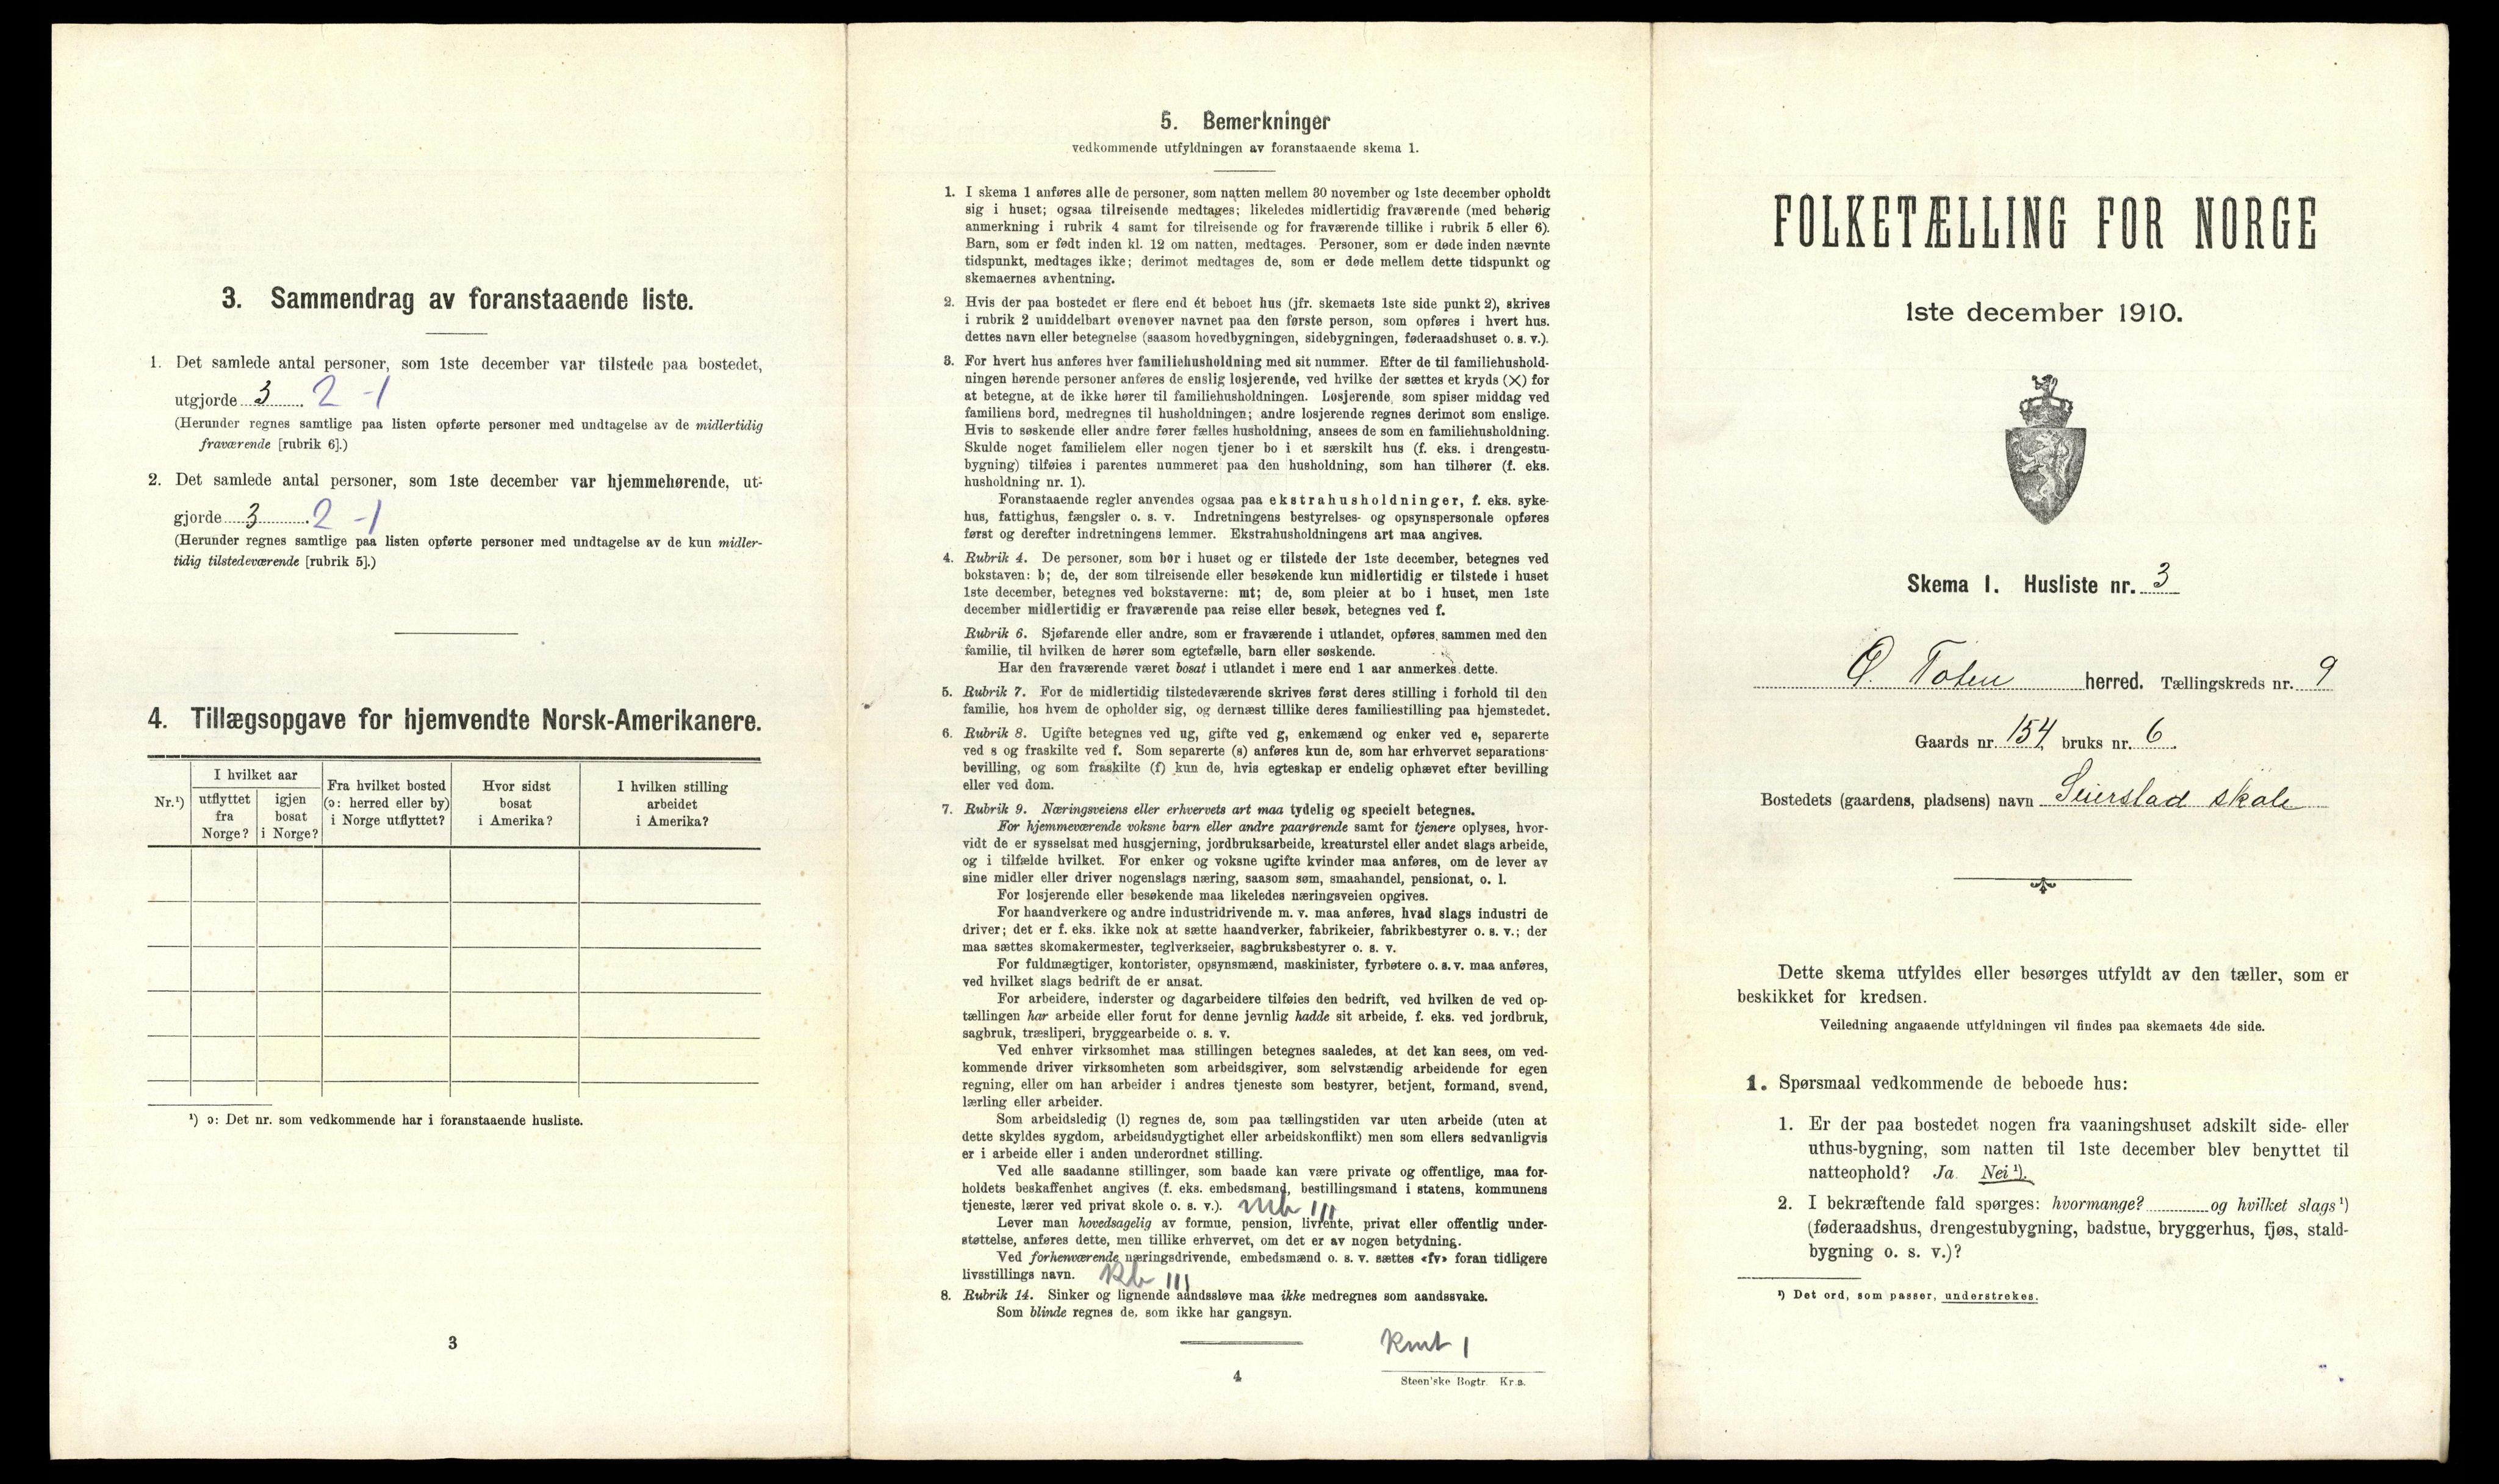 3. Sammendrag av foranstaaende liste.
1. Det samlede antal personer, som 1ste december var tilstede paa bostedet,
utgjorde 3. 2 -1
(Herunder regnes samtlige paa listen opførte personer med undtagelse av de midlertidig
fraværende [rubrik 6].)
2. Det samlede antal personer, som 1ste december var hjemmehørende, ut-
gjorde 3. 2 -1
(Herunder regnes samtlige paa listen opførte personer med undtagelse av de kun midler-
tidig tilstedeværende [rubrik 5].)
4. Tillægsopgave for hjemvendte Norsk-Amerikanere.
Nr.¹)
I hvilket aar
utflyttet
fra
Norge?
igjen
bosat
i Norge?
Fra hvilket bosted
(ɔ: herred eller by)
i Norge utflyttet?
Hvor sidst
bosat
i Amerika?
I hvilken stilling
arbeidet
i Amerika?
¹) ɔ: Det nr. som vedkommende har i foranstaaende husliste.
3
5. Bemerkninger
vedkommende utfyldningen av foranstaaende skema 1.
1. I skema 1 anføres alle de personer, som natten mellem 30 november og 1ste december opholdt
sig i huset; ogsaa tilreisende medtages; likeledes midlertidig fraværende (med behørig
anmerkning i rubrik 4 samt for tilreisende og for fraværende tillike i rubrik 5 eller 6).
Barn, som er født inden kl. 12 om natten, medtages. Personer, som er døde inden nævnte
tidspunkt, medtages ikke; derimot medtages de, som er døde mellem dette tidspunkt og
skemaernes avhentning.
2. Hvis der paa bostedet er flere end ét beboet hus (jfr. skemaets 1ste side punkt 2), skrives
i rubrik 2 umiddelbart ovenover navnet paa den første person, som opføres i hvert hus.
dettes navn eller betegnelse (saasom hovedbygningen, sidebygningen, føderaadshuset o. s. v.).
3. For hvert hus anføres hver familiehusholdning med sit nummer. Efter de til familiehushold-
ningen hørende personer anføres de enslig losjerende, ved hvilke der sættes et kryds (×) for
at betegne, at de ikke hører til familiehusholdningen. Losjerende, som spiser middag ved
familiens bord, medregnes til husholdningen; andre losjerende regnes derimot som enslige.
Hvis to søskende eller andre fører fælles husholdning, ansees de som en familiehusholdning.
Skulde noget familielem eller nogen tjener bo i et særskilt hus (f. eks. i drengestu-
bygning) tilføies i parentes nummeret paa den husholdning, som han tilhører (f. eks.
husholdning nr. 1).
Foranstaaende regler anvendes ogsaa paa ekstrahusholdninger, f. eks. syke-
hus, fattighus, fængsler o. s. v. Indretningens bestyrelses- og opsynspersonale opføres
først og derefter indretningens lemmer. Ekstrahusholdningens art maa angives.
4. Rubrik 4. De personer, som bor i huset og er tilstede der 1ste december, betegnes ved
bokstaven: b; de, der som tilreisende eller besøkende kun midlertidig er tilstede i huset
1ste december, betegnes ved bokstaverne: mt; de, som pleier at bo i huset, men 1ste
december midlertidig er fraværende paa reise eller besøk, betegnes ved f.
Rubrik 6. Sjøfarende eller andre, som er fraværende i utlandet, opføres sammen med den
familie, til hvilken de hører som egtefælle, barn eller søskende.
Har den fraværende været bosat i utlandet i mere end 1 aar anmerkes dette.
5. Rubrik 7. For de midlertidig tilstedeværende skrives først deres stilling i forhold til den
familie, hos hvem de opholder sig, og dernæst tillike deres familiestilling paa hjemstedet.
6. Rubrik 8. Ugifte betegnes ved ug, gifte ved g, enkemænd og enker ved e, separerte
ved s og fraskilte ved f. Som separerte (s) anføres kun de, som har erhvervet separations-
bevilling, og som fraskilte (f) kun de, hvis egteskap er endelig ophævet efter bevilling
eller ved dom.
7. Rubrik 9. Næringsveiens eller erhvervets art maa tydelig og specielt betegnes.
For hjemmeværende voksne barn eller andre paarørende samt for tjenere oplyses, hvor-
vidt de er sysselsat med husgjerning, jordbruksarbeide, kreaturstel eller andet slags arbeide,
og i tilfælde hvilket. For enker og voksne ugifte kvinder maa anføres, om de lever av
sine midler eller driver nogenslags næring, saasom søm, smaahandel, pensionat, o. l.
For losjerende eller besøkende maa likeledes næringsveien opgives.
For haandverkere og andre industridrivende m. v. maa anføres, hvad slags industri de
driver; det er f. eks. ikke nok at sætte haandverker, fabrikeier, fabrikbestyrer o. s. v.; der
maa sættes skomakermester, teglverkseier, sagbruksbestyrer o. s. v.
For fuldmægtiger, kontorister, opsynsmænd, maskinister, fyrbøtere o. s. v. maa anføres,
ved hvilket slags bedrift de er ansat.
For arbeidere, inderster og dagarbeidere tilføies den bedrift, ved hvilken de ved op-
tællingen har arbeide eller forut for denne jevnlig hadde sit arbeide, f. eks. ved jordbruk,
sagbruk, træsliperi, bryggearbeide o. s. v.
Ved enhver virksomhet maa stillingen betegnes saaledes, at det kan sees, om ved-
kommende driver virksomheten som arbeidsgiver, som selvstændig arbeidende for egen
regning, eller om han arbeider i andres tjeneste som bestyrer, betjent, formand, svend,
lærling eller arbeider.
Som arbeidsledig (l) regnes de, som paa tællingstiden var uten arbeide (uten at
dette skyldes sygdom, arbeidsudygtighet eller arbeidskonflikt) men som ellers sedvanligvis
er i arbeide eller i anden underordnet stilling.
Ved alle saadanne stillinger, som baade kan være private og offentlige, maa for-
holdets beskaffenhet angives (f. eks. embedsmand, bestillingsmand i statens, kommunens
tjeneste, lærer ved privat skole o. s. v.). mb III
Lever man hovedsagelig av formue, pension, livrente, privat eller offentlig under-
støttelse, anføres dette, men tillike erhvervet, om det er av nogen betydning.
Ved forhenværende næringsdrivende, embedsmænd o. s. v. sættes «fv» foran tidligere
livsstillings navn. Kb III
8. Rubrik 14. Sinker og lignende aandssløve maa ikke medregnes som aandssvake.
Som blinde regnes de, som ikke har gangsyn.
Kmt 1
4
Steen'ske Bogtr. Kr.a.
FOLKETÆLLING FOR NORGE
1ste december 1910.
Skema 1. Husliste nr. 3
Ø. Toten herred. Tællingskreds nr. 9
Gaards nr. 154, bruks nr. 6.
Bostedets (gaardens, pladsens) navn Seierstad skole
Dette skema utfyldes eller besørges utfyldt av den tæller, som er
beskikket for kredsen.
Veiledning angaaende utfyldningen vil findes paa skemaets 4de side.
1. Spørsmaal vedkommende de beboede hus:
1. Er der paa bostedet nogen fra vaaningshuset adskilt side- eller
uthus-bygning, som natten til 1ste december blev benyttet til
natteophold? Ja. Nei¹).
2. I bekræftende fald spørges: hvormange? og hvilket slags¹)
(føderaadshus, drengestubygning, badstue, bryggerhus, fjøs, stald-
bygning o. s. v.)?
¹) Det ord, som passer, understrekes.